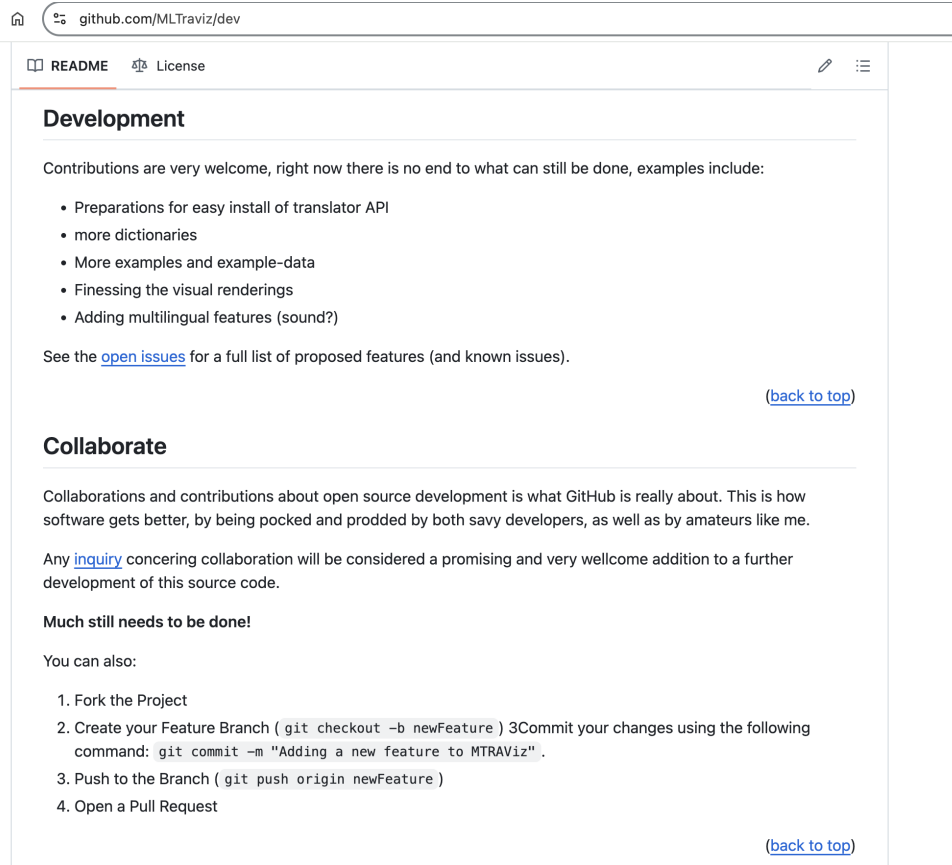 github.com/MLTraviz/dev
README License
Development
Contributions are very welcome, right now there is no end to what can still be done, examples include:
• Preparations for easy install of translator API
• more dictionaries
• More examples and example-data
• Finessing the visual renderings
• Adding multilingual features (sound?)
See the open issues for a full list of proposed features (and known issues).
(back to top)
Collaborate
Collaborations and contributions about open source development is what GitHub is really about. This is how
software gets better, by being pocked and prodded by both savy developers, as well as by amateurs like me.
Any inquiry concering collaboration will be considered a promising and very wellcome addition to a further
development of this source code.
Much still needs to be done!
You can also:
1. Fork the Project
2. Create your Feature Branch ( git checkout -b newFeature ) 3Commit your changes using the following
command: git commit -m "Adding a new feature to MTRAViz" .
3. Push to the Branch ( git push origin newFeature )
4. Open a Pull Request
(back to top)